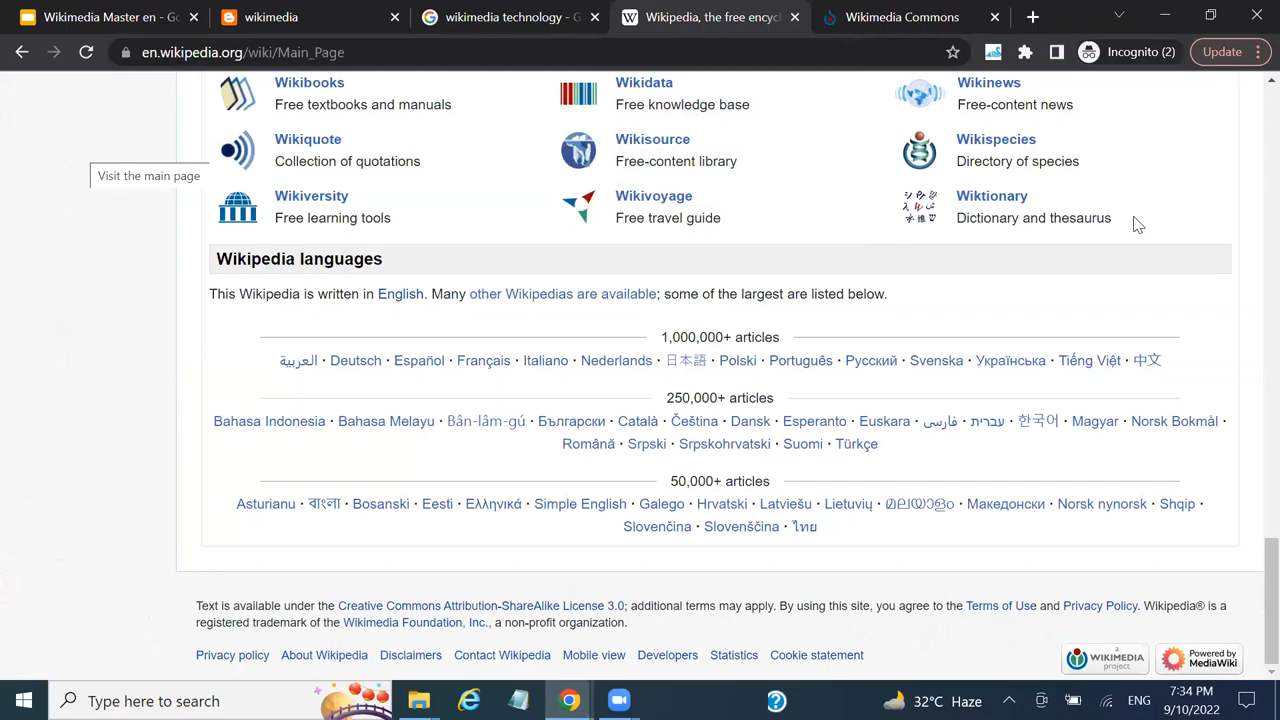 Wikimedia Master en - Go
wikimedia
wikimedia technology - G
Wikipedia, the free encyc
Wikimedia Commons
en.wikipedia.org/wiki/Main_Page
Incognito (2)
Update
Wikibooks
Free textbooks and manuals
Wikidata
Free knowledge base
Wikinews
Free-content news
Wikiquote
Collection of quotations
Wikisource
Free-content library
Wikispecies
Directory of species
Visit the main page
Wikiversity
Free learning tools
Wikivoyage
Free travel guide
Wiktionary
Dictionary and thesaurus
Wikipedia languages
This Wikipedia is written in English. Many other Wikipedias are available; some of the largest are listed below.
1,000,000+ articles
العربية · Deutsch · Español · Français · Italiano · Nederlands · 日本語 · Polski · Português · Русский · Svenska · Українська · Tiếng Việt · 中文
250,000+ articles
Bahasa Indonesia · Bahasa Melayu · Bân-lâm-gú · Български · Català · Čeština · Dansk · Esperanto · Euskara · فارسی · עברית · 한국어 · Magyar · Norsk Bokmål ·
Română · Srpski · Srpskohrvatski · Suomi · Türkçe
50,000+ articles
Asturianu · বাংলা · Bosanski · Eesti · Ελληνικά · Simple English · Galego · Hrvatski · Latviešu · Lietuvių · മലയാളം · Македонски · Norsk nynorsk · Shqip ·
Slovenčina · Slovenščina · ไทย
Text is available under the Creative Commons Attribution-ShareAlike License 3.0; additional terms may apply. By using this site, you agree to the Terms of Use and Privacy Policy. Wikipedia® is a
registered trademark of the Wikimedia Foundation, Inc., a non-profit organization.
Privacy policy
About Wikipedia
Disclaimers
Contact Wikipedia
Mobile view
Developers
Statistics
Cookie statement
a
WIKIMEDIA
project
Powered by
MediaWiki
Type here to search
32°C Haze
ENG
7:34 PM
9/10/2022